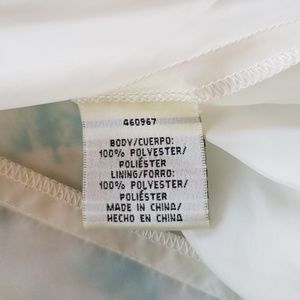 460967
BODY/CUERPO:
100% POLYESTER/
POLIÉSTER
LINING/FORRO:
100% POLYESTER/
POLIÉSTER
MADE IN CHINA/
HECHO EN CHINA